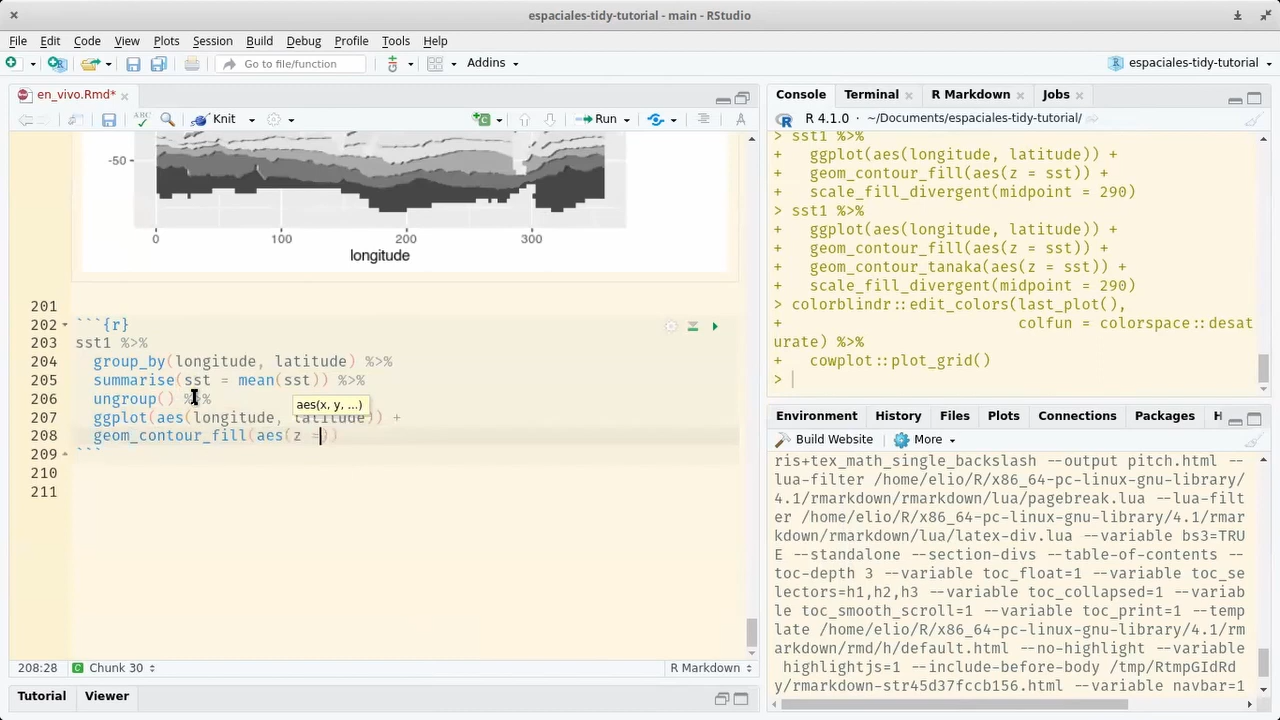 espaciales-tidy-tutorial - main - RStudio
File Edit Code View Plots Session Build Debug Profile Tools Help
Go to file/function
Addins
espaciales-tidy-tutorial
en_vivo.Rmd*
ABC
Knit
Run
-50
0 100 200 300
longitude
201
202 ```{r}
203 sst1 %>%
204 group_by(longitude, latitude) %>%
205 summarise(sst = mean(sst)) %>%
206 ungroup() %>%
aes(x, y, ...)
207 ggplot(aes(longitude, latitude)) +
208 geom_contour_fill(aes(z =))
209 ```
210
211
208:28 Chunk 30 R Markdown
Tutorial Viewer
Console Terminal R Markdown Jobs
R 4.1.0 · ~/Documents/espaciales-tidy-tutorial/
> sst1 %>%
+ ggplot(aes(longitude, latitude)) +
+ geom_contour_fill(aes(z = sst)) +
+ scale_fill_divergent(midpoint = 290)
> sst1 %>%
+ ggplot(aes(longitude, latitude)) +
+ geom_contour_fill(aes(z = sst)) +
+ geom_contour_tanaka(aes(z = sst)) +
+ scale_fill_divergent(midpoint = 290)
> colorblindr::edit_colors(last_plot(),
+ colfun = colorspace::desat
urate) %>%
+ cowplot::plot_grid()
>
Environment History Files Plots Connections Packages H
Build Website More
ris+tex_math_single_backslash --output pitch.html --
lua-filter /home/elio/R/x86_64-pc-linux-gnu-library/
4.1/rmarkdown/rmarkdown/lua/pagebreak.lua --lua-filt
er /home/elio/R/x86_64-pc-linux-gnu-library/4.1/rmar
kdown/rmarkdown/lua/latex-div.lua --variable bs3=TRU
E --standalone --section-divs --table-of-contents --
toc-depth 3 --variable toc_float=1 --variable toc_se
lectors=h1,h2,h3 --variable toc_collapsed=1 --variab
le toc_smooth_scroll=1 --variable toc_print=1 --temp
late /home/elio/R/x86_64-pc-linux-gnu-library/4.1/rm
arkdown/rmd/h/default.html --no-highlight --variable
highlightjs=1 --include-before-body /tmp/RtmpGIdRd
y/rmarkdown-str45d37fccb156.html --variable navbar=1